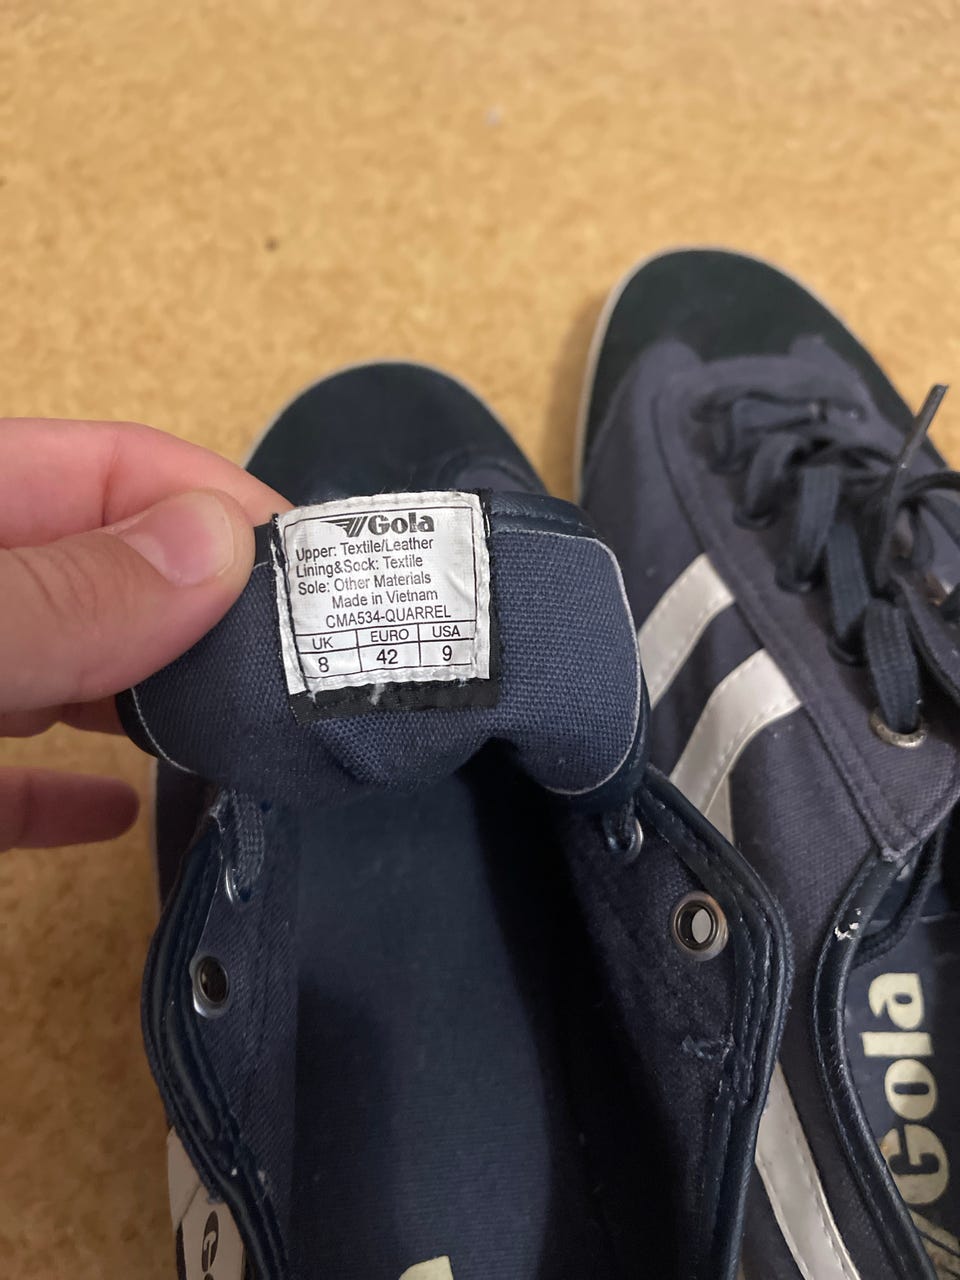 Gola
Upper: Textile/Leather
Lining&Sock: Textile
Sole: Other Materials
Made in Vietnam
CMA534-QUARREL
UK EURO USA
8 42 9
Gola